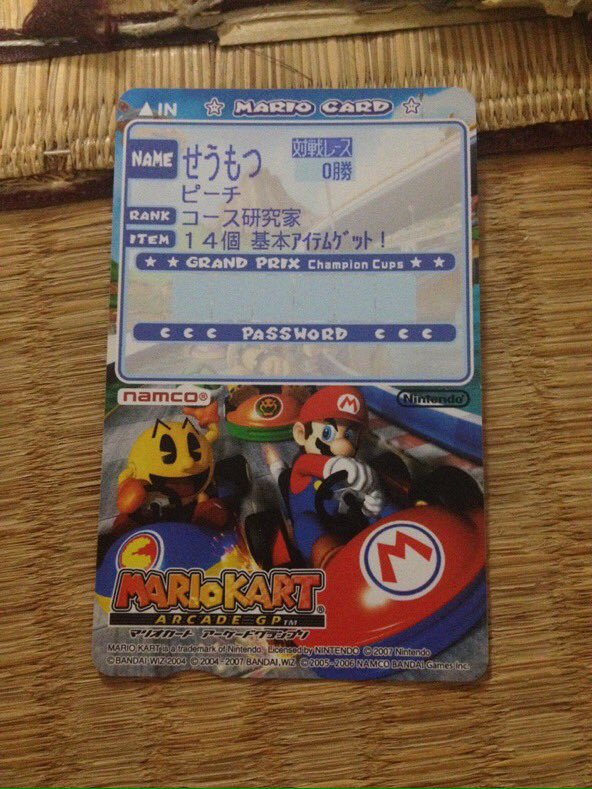 ▲IN ☆ MARIO CARD ☆
NAME せうもつ 対戦レース
0勝
ピーチ
RANK コース研究家
ITEM 14個 基本アイテムゲット!
★ ★ GRAND PRIX Champion Cups ★ ★
PASSWORD
namco® Nintendo®
MARIOKART®
ARCADE GP™
マリオカート アーケードグランプリ
MARIO KART is a trademark of Nintendo. Licensed by NINTENDO © 2007 Nintendo
©BANDAI,WIZ 2004 © 2004-2007 BANDAI,WIZ © 2005-2006 NAMCO BANDAI Games Inc.